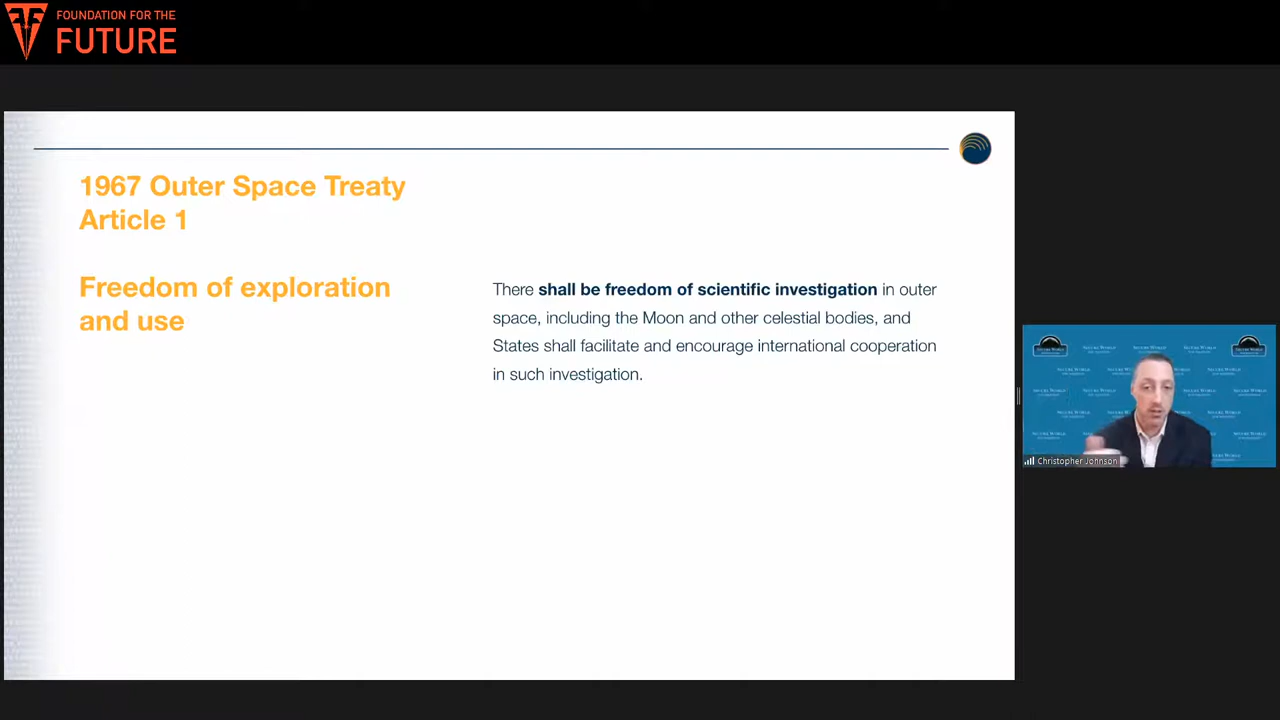 FOUNDATION FOR THE
FUTURE
1967 Outer Space Treaty
Article 1
Freedom of exploration
and use
There shall be freedom of scientific investigation in outer
space, including the Moon and other celestial bodies, and
States shall facilitate and encourage international cooperation
in such investigation.
Christopher Johnson